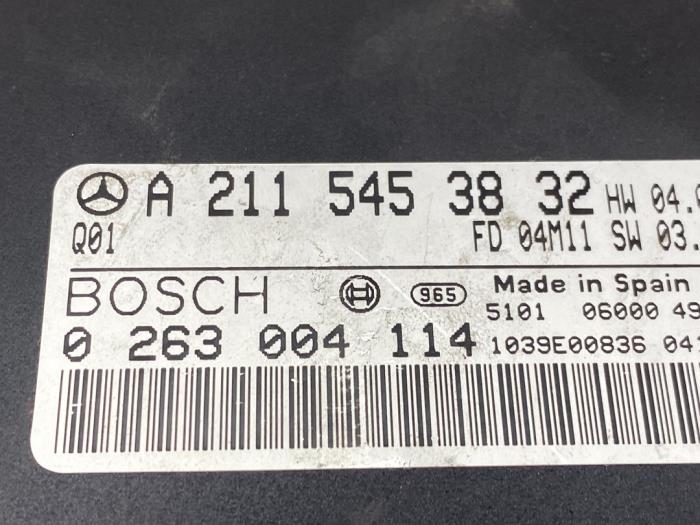 A 211 545 38 32 HW 04.
Q01 FD 04M11 SW 03.
BOSCH 965 Made in Spain
5101 06000 49
0 263 004 114 1039E00836 04